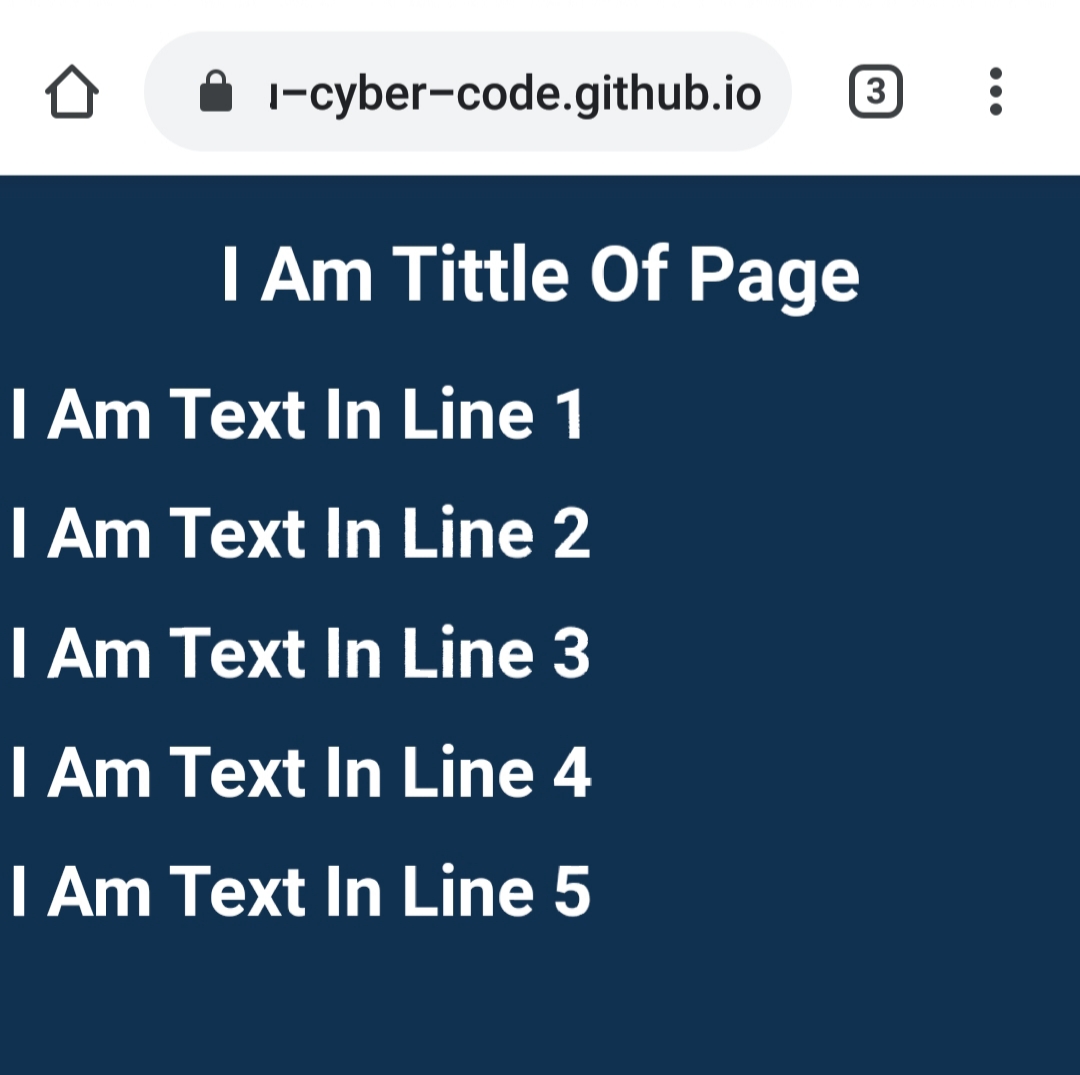 -cyber-code.github.io
3
I Am Tittle Of Page
I Am Text In Line 1
I Am Text In Line 2
I Am Text In Line 3
I Am Text In Line 4
I Am Text In Line 5